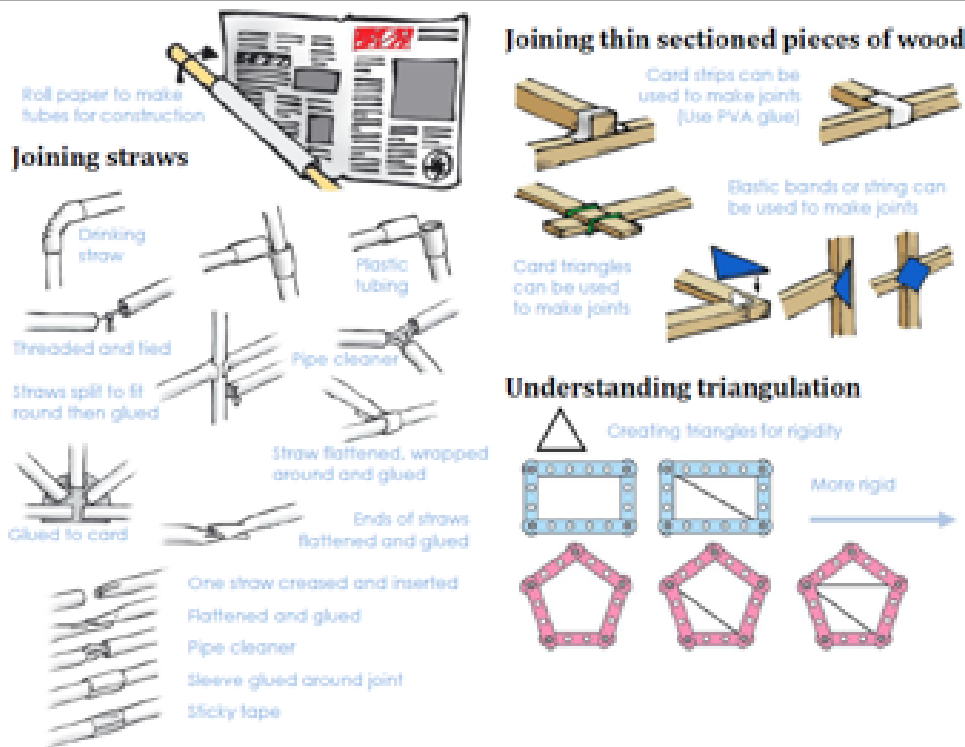 Roll paper to make
tubes for construction
Joining straws
Drinking
straw
Plastic
tubing
Threaded and tied
Pipe cleaner
Straws split to fit
round then glued
Straw flattened, wrapped
around and glued
Glued to card
Ends of straws
flattened and glued
One straw creased and inserted
Flattened and glued
Pipe cleaner
Sleeve glued around joint
Sticky tape
Joining thin sectioned pieces of wood
Card strips can be
used to make joints
(Use PVA glue)
Elastic bands or string can
be used to make joints
Card triangles
can be used
to make joints
Understanding triangulation
Creating triangles for rigidity
More rigid